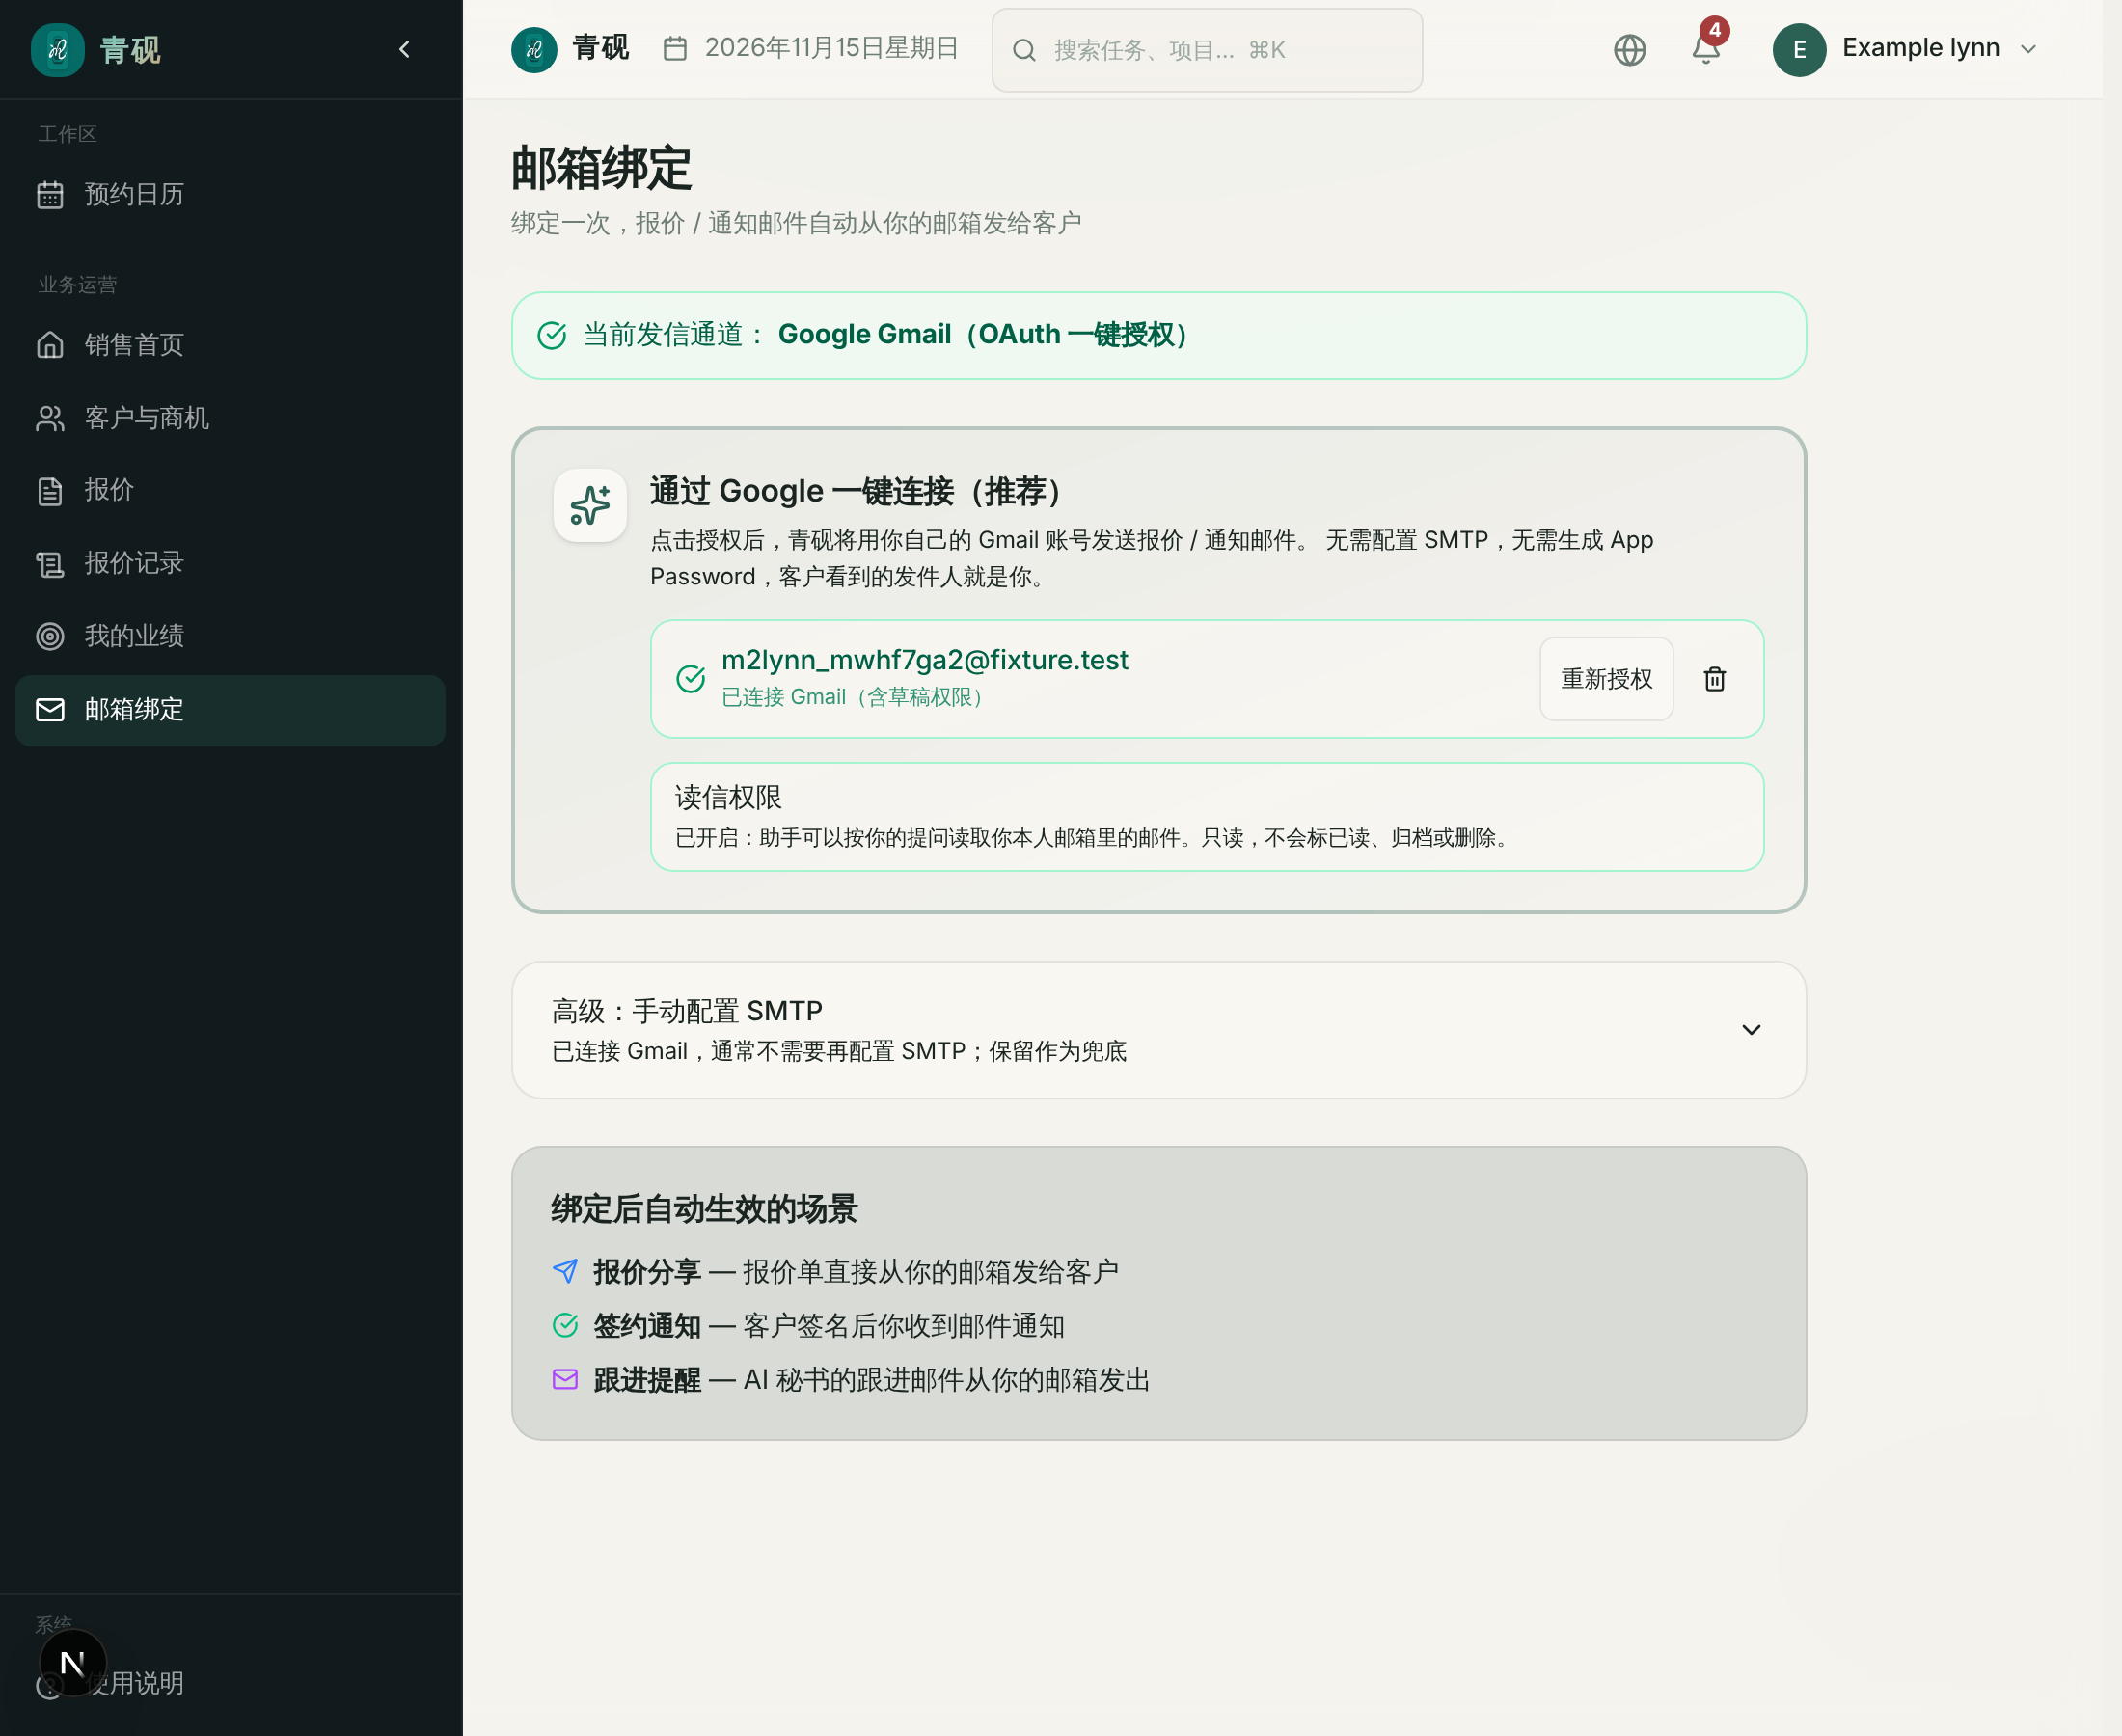 青砚
工作区
预约日历
业务运营
销售首页
客户与商机
报价
报价记录
我的业绩
邮箱绑定
系统
使用说明
青砚
2026年11月15日星期日
搜索任务、项目... ⌘K
4
E
Example lynn
邮箱绑定
绑定一次，报价 / 通知邮件自动从你的邮箱发给客户
当前发信通道： Google Gmail（OAuth 一键授权）
通过 Google 一键连接（推荐）
点击授权后，青砚将用你自己的 Gmail 账号发送报价 / 通知邮件。 无需配置 SMTP，无需生成 App
Password，客户看到的发件人就是你。
m2lynn_mwhf7ga2@fixture.test
已连接 Gmail（含草稿权限）
重新授权
读信权限
已开启：助手可以按你的提问读取你本人邮箱里的邮件。只读，不会标已读、归档或删除。
高级：手动配置 SMTP
已连接 Gmail，通常不需要再配置 SMTP；保留作为兜底
绑定后自动生效的场景
报价分享 — 报价单直接从你的邮箱发给客户
签约通知 — 客户签名后你收到邮件通知
跟进提醒 — AI 秘书的跟进邮件从你的邮箱发出